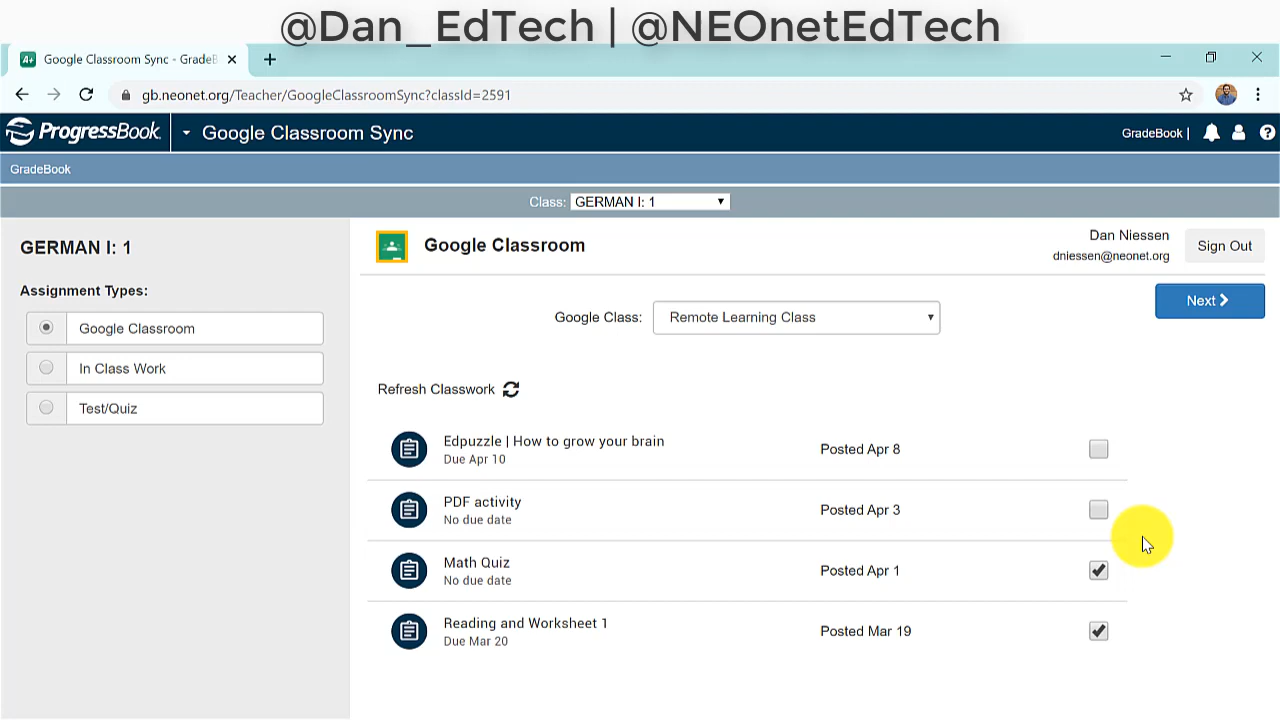 @Dan_EdTech | @NEOnetEdTech
Google Classroom Sync - GradeB
gb.neonet.org/Teacher/GoogleClassroomSync?classId=2591
ProgressBook Google Classroom Sync GradeBook |
GradeBook
Class: GERMAN I: 1
GERMAN I: 1
Assignment Types:
Google Classroom
In Class Work
Test/Quiz
Google Classroom
Dan Niessen
dniessen@neonet.org
Sign Out
Next
Google Class: Remote Learning Class
Refresh Classwork
Edpuzzle | How to grow your brain
Due Apr 10
Posted Apr 8
PDF activity
No due date
Posted Apr 3
Math Quiz
No due date
Posted Apr 1
Reading and Worksheet 1
Due Mar 20
Posted Mar 19